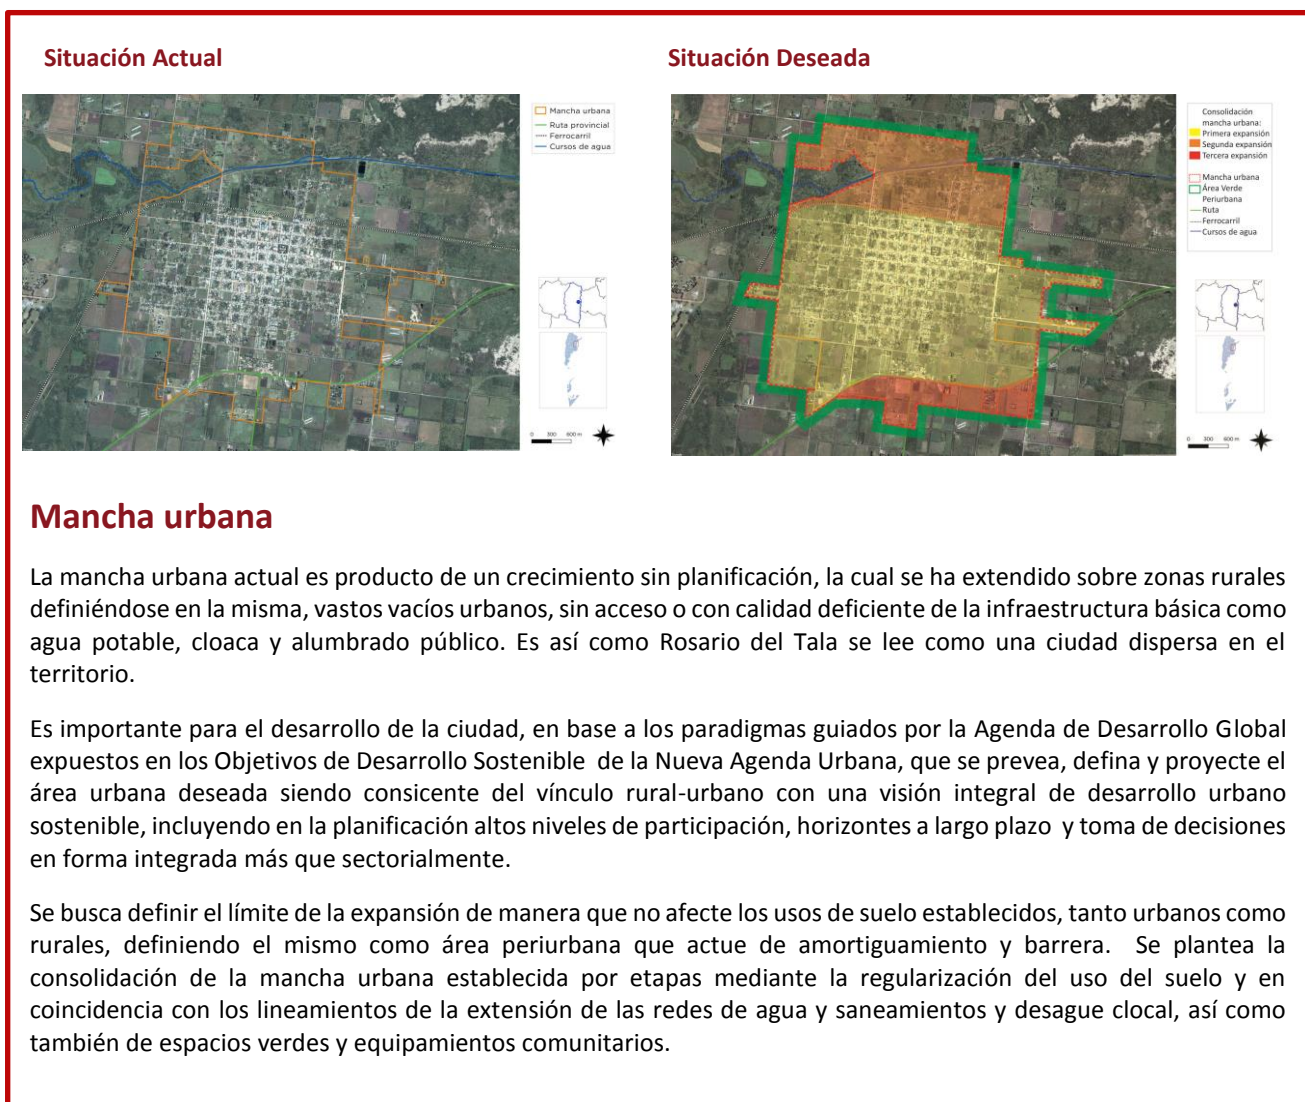 Situación Actual
Situación Deseada
Mancha urbana
Ruta provincial
Ferrocarril
Cursos de agua
0 300 600 m
Consolidación
mancha urbana:
Primera expansión
Segunda expansión
Tercera expansión
Mancha urbana
Área Verde
Periurbana
Ruta
Ferrocarril
Cursos de agua
0 300 600 m
Mancha urbana
La mancha urbana actual es producto de un crecimiento sin planificación, la cual se ha extendido sobre zonas rurales
definiéndose en la misma, vastos vacíos urbanos, sin acceso o con calidad deficiente de la infraestructura básica como
agua potable, cloaca y alumbrado público. Es así como Rosario del Tala se lee como una ciudad dispersa en el
territorio.
Es importante para el desarrollo de la ciudad, en base a los paradigmas guiados por la Agenda de Desarrollo Global
expuestos en los Objetivos de Desarrollo Sostenible de la Nueva Agenda Urbana, que se prevea, defina y proyecte el
área urbana deseada siendo consicente del vínculo rural-urbano con una visión integral de desarrollo urbano
sostenible, incluyendo en la planificación altos niveles de participación, horizontes a largo plazo y toma de decisiones
en forma integrada más que sectorialmente.
Se busca definir el límite de la expansión de manera que no afecte los usos de suelo establecidos, tanto urbanos como
rurales, definiendo el mismo como área periurbana que actue de amortiguamiento y barrera. Se plantea la
consolidación de la mancha urbana establecida por etapas mediante la regularización del uso del suelo y en
coincidencia con los lineamientos de la extensión de las redes de agua y saneamientos y desague clocal, así como
también de espacios verdes y equipamientos comunitarios.